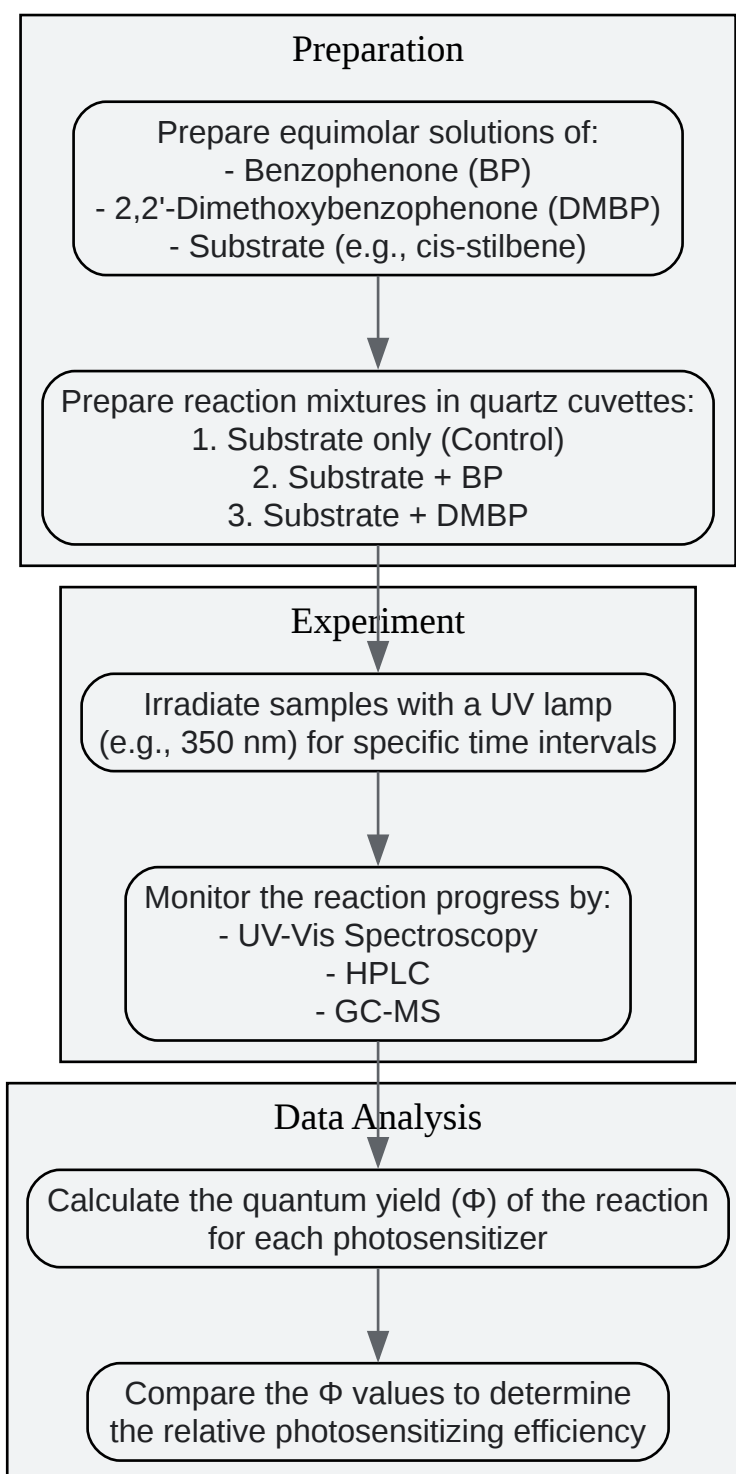 Preparation
Prepare equimolar solutions of:
- Benzophenone (BP)
- 2,2'-Dimethoxybenzophenone (DMBP)
- Substrate (e.g., cis-stilbene)
Prepare reaction mixtures in quartz cuvettes:
1. Substrate only (Control)
2. Substrate + BP
3. Substrate + DMBP
Experiment
Irradiate samples with a UV lamp
(e.g., 350 nm) for specific time intervals
Monitor the reaction progress by:
- UV-Vis Spectroscopy
- HPLC
- GC-MS
Data Analysis
Calculate the quantum yield (Φ) of the reaction
for each photosensitizer
Compare the Φ values to determine
the relative photosensitizing efficiency